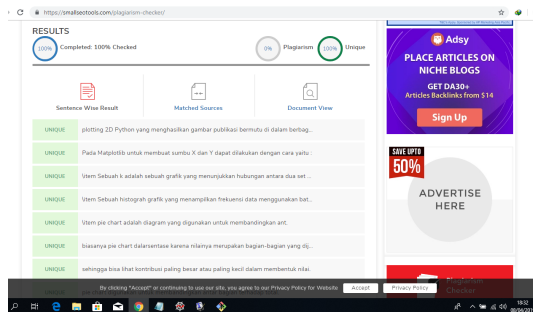 https://smallseotools.com/plagiarism-checker/
RESULTS
100%
Completed: 100% Checked
0%
Plagiarism
100%
Unique
Sentence Wise Result
Matched Sources
Document View
UNIQUE
plotting 2D Python yang menghasilkan gambar publikasi bermutu di dalam berbag...
UNIQUE
Pada Matplotlib untuk membuat sumbu X dan Y dapat dilakukan dengan cara yaitu :
UNIQUE
\item Sebuah k adalah sebuah grafik yang menunjukkan hubungan antara dua set ...
UNIQUE
\item Sebuah histograh grafik yang menampilkan frekuensi data menggunakan bat...
UNIQUE
\item pie chart adalah diagram yang digunakan untuk membandingkan ant.
UNIQUE
biasanya pie chart dalarsentase karena nilainya merupakan bagian-bagian yang dij...
UNIQUE
sehingga bisa lihat kontribusi paling besar atau paling kecil dalam membentuk nilai.
UNIQUE
Adsy
PLACE ARTICLES ON
NICHE BLOGS
GET DA30+
Articles Backlinks from $14
Sign Up
SAVE UPTO
50%
ADVERTISE
HERE
Plagiarism
Checker
By clicking "Accept" or continuing to use our site, you agree to our Privacy Policy for Website
Accept
Privacy Policy
18:32